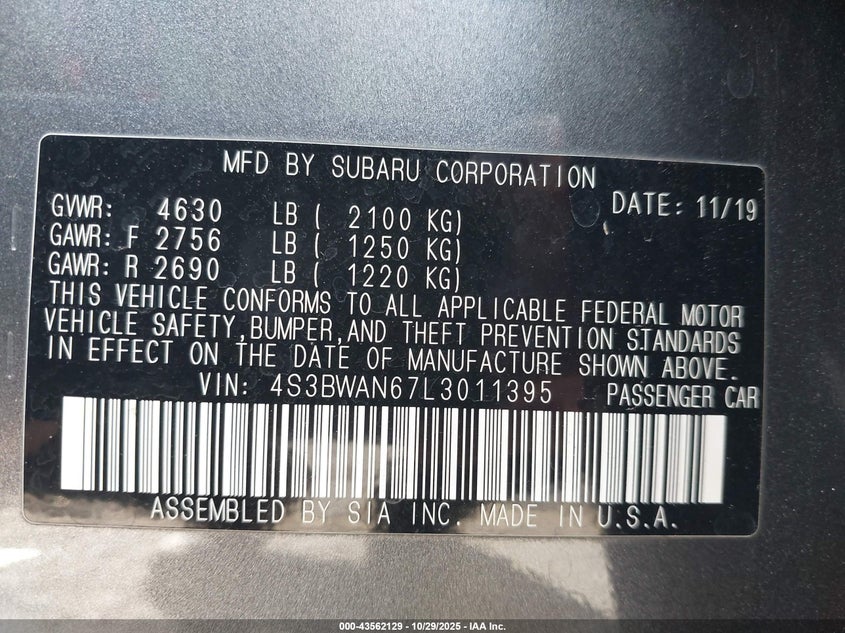 MFD BY SUBARU CORPORATION
DATE: 11/19
GVWR: 4630 LB ( 2100 KG)
GAWR: F 2756 LB ( 1250 KG)
GAWR: R 2690 LB ( 1220 KG)
THIS VEHICLE CONFORMS TO ALL APPLICABLE FEDERAL MOTOR
VEHICLE SAFETY, BUMPER, AND THEFT PREVENTION STANDARDS
IN EFFECT ON THE DATE OF MANUFACTURE SHOWN ABOVE.
VIN: 4S3BWAN67L3011395 PASSENGER CAR
ASSEMBLED BY SIA INC. MADE IN U.S.A.
000-43562129 - 10/29/2025 - IAA Inc.